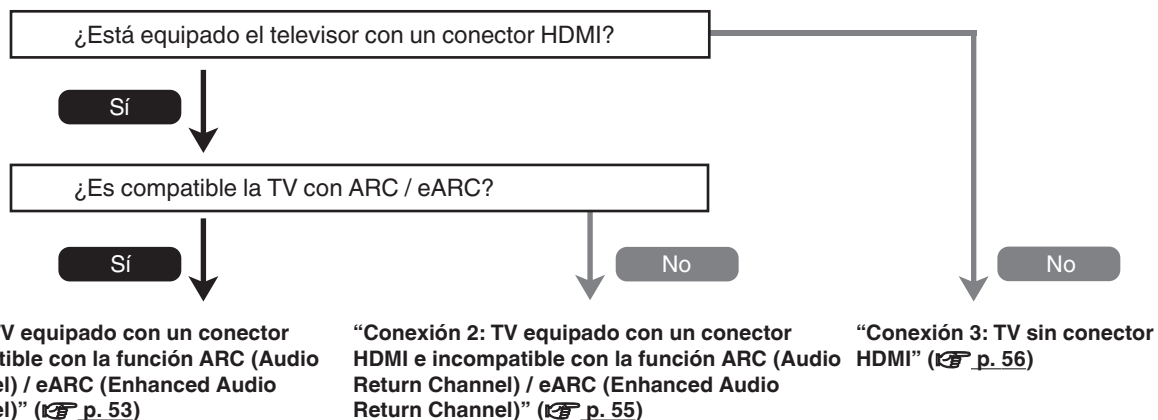 ¿Está equipado el televisor con un conector HDMI?
Sí
¿Es compatible la TV con ARC / eARC?
Sí
No
No
V equipado con un conector
tible con la función ARC (Audio
el) / eARC (Enhanced Audio
el)” (☞ p. 53)
“Conexión 2: TV equipado con un conector
HDMI e incompatible con la función ARC (Audio
Return Channel) / eARC (Enhanced Audio
Return Channel)” (☞ p. 55)
“Conexión 3: TV sin conector
HDMI” (☞ p. 56)